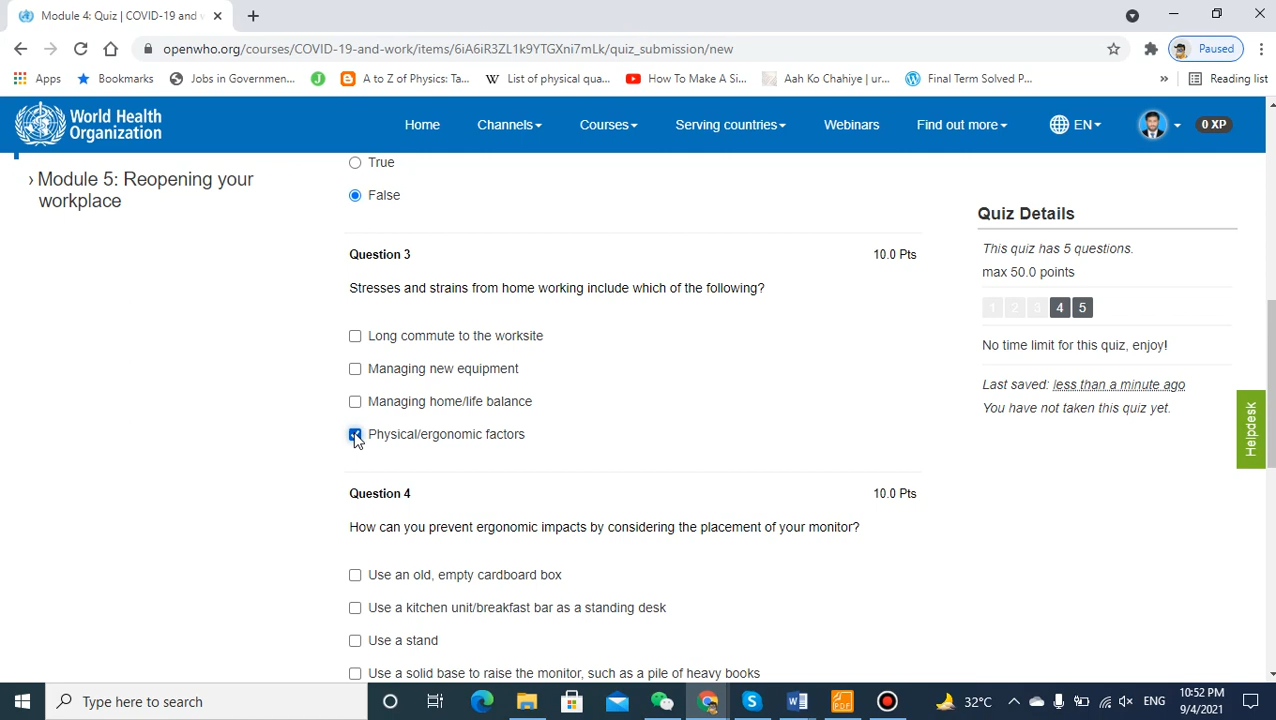 Module 4: Quiz | COVID-19 and
openwho.org/courses/COVID-19-and-work/items/6iA6iR3ZL1k9YTGXni7mLk/quiz_submission/new
Paused
Apps
Bookmarks
Jobs in Governmen...
A to Z of Physics: Ta...
List of physical qua...
How To Make A Si...
Aah Ko Chahiye | ur...
Final Term Solved P...
»
Reading list
World Health
Organization
Home
Channels
Courses
Serving countries
Webinars
Find out more
EN
0 XP
› Module 5: Reopening your
workplace
True
False
Question 3
10.0 Pts
Stresses and strains from home working include which of the following?
Long commute to the worksite
Managing new equipment
Managing home/life balance
Physical/ergonomic factors
Question 4
10.0 Pts
How can you prevent ergonomic impacts by considering the placement of your monitor?
Use an old, empty cardboard box
Use a kitchen unit/breakfast bar as a standing desk
Use a stand
Use a solid base to raise the monitor, such as a pile of heavy books
Quiz Details
This quiz has 5 questions.
max 50.0 points
1 2 3 4 5
No time limit for this quiz, enjoy!
Last saved: less than a minute ago
You have not taken this quiz yet.
Helpdesk
Type here to search
32°C
ENG
10:52 PM
9/4/2021